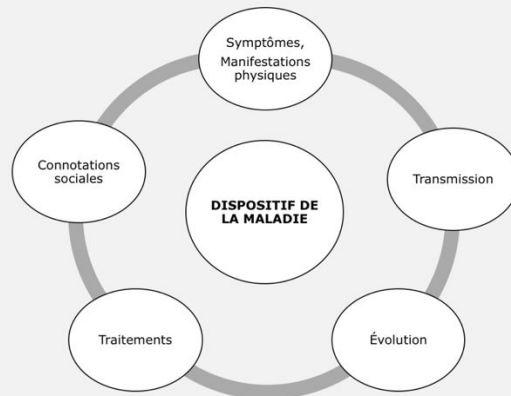 Symptômes,
Manifestations
physiques
Connotations
sociales
Transmission
DISPOSITIF DE
LA MALADIE
Traitements
Évolution